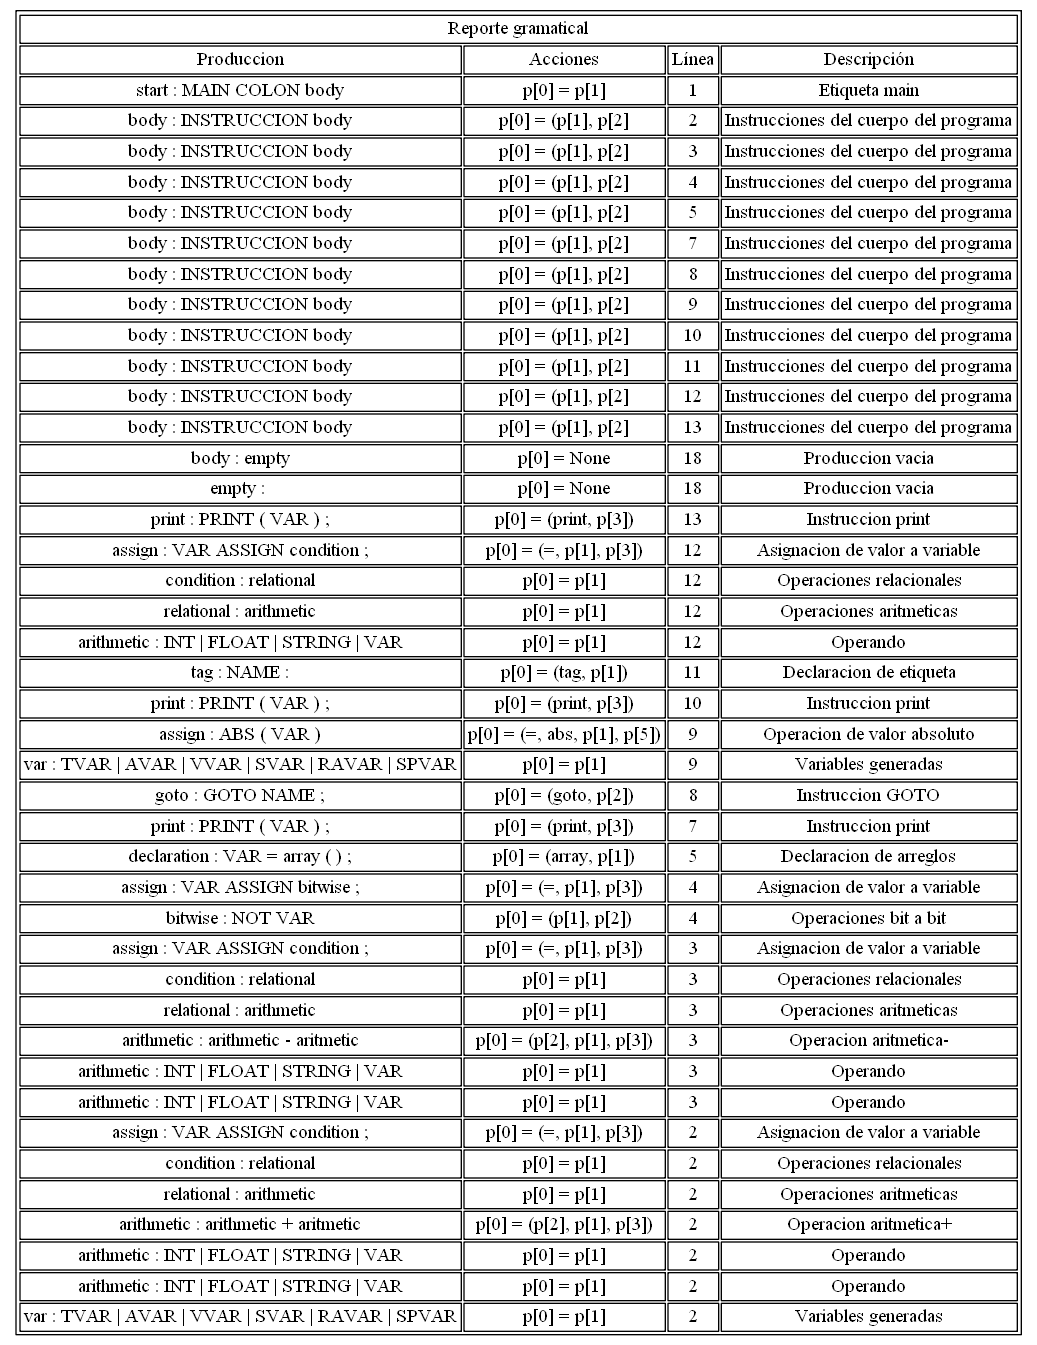 Reporte gramatical
Produccion Acciones Línea Descripción
start : MAIN COLON body p[0] = p[1] 1 Etiqueta main
body : INSTRUCCION body p[0] = (p[1], p[2] 2 Instrucciones del cuerpo del programa
body : INSTRUCCION body p[0] = (p[1], p[2] 3 Instrucciones del cuerpo del programa
body : INSTRUCCION body p[0] = (p[1], p[2] 4 Instrucciones del cuerpo del programa
body : INSTRUCCION body p[0] = (p[1], p[2] 5 Instrucciones del cuerpo del programa
body : INSTRUCCION body p[0] = (p[1], p[2] 7 Instrucciones del cuerpo del programa
body : INSTRUCCION body p[0] = (p[1], p[2] 8 Instrucciones del cuerpo del programa
body : INSTRUCCION body p[0] = (p[1], p[2] 9 Instrucciones del cuerpo del programa
body : INSTRUCCION body p[0] = (p[1], p[2] 10 Instrucciones del cuerpo del programa
body : INSTRUCCION body p[0] = (p[1], p[2] 11 Instrucciones del cuerpo del programa
body : INSTRUCCION body p[0] = (p[1], p[2] 12 Instrucciones del cuerpo del programa
body : INSTRUCCION body p[0] = (p[1], p[2] 13 Instrucciones del cuerpo del programa
body : empty p[0] = None 18 Produccion vacia
empty : p[0] = None 18 Produccion vacia
print : PRINT ( VAR ) ; p[0] = (print, p[3]) 13 Instruccion print
assign : VAR ASSIGN condition ; p[0] = (=, p[1], p[3]) 12 Asignacion de valor a variable
condition : relational p[0] = p[1] 12 Operaciones relacionales
relational : arithmetic p[0] = p[1] 12 Operaciones aritmeticas
arithmetic : INT | FLOAT | STRING | VAR p[0] = p[1] 12 Operando
tag : NAME : p[0] = (tag, p[1]) 11 Declaracion de etiqueta
print : PRINT ( VAR ) ; p[0] = (print, p[3]) 10 Instruccion print
assign : ABS ( VAR ) p[0] = (=, abs, p[1], p[5]) 9 Operacion de valor absoluto
var : TVAR | AVAR | VVAR | SVAR | RAVAR | SPVAR p[0] = p[1] 9 Variables generadas
goto : GOTO NAME ; p[0] = (goto, p[2]) 8 Instruccion GOTO
print : PRINT ( VAR ) ; p[0] = (print, p[3]) 7 Instruccion print
declaration : VAR = array ( ) ; p[0] = (array, p[1]) 5 Declaracion de arreglos
assign : VAR ASSIGN bitwise ; p[0] = (=, p[1], p[3]) 4 Asignacion de valor a variable
bitwise : NOT VAR p[0] = (p[1], p[2]) 4 Operaciones bit a bit
assign : VAR ASSIGN condition ; p[0] = (=, p[1], p[3]) 3 Asignacion de valor a variable
condition : relational p[0] = p[1] 3 Operaciones relacionales
relational : arithmetic p[0] = p[1] 3 Operaciones aritmeticas
arithmetic : arithmetic - aritmetic p[0] = (p[2], p[1], p[3]) 3 Operacion aritmetica-
arithmetic : INT | FLOAT | STRING | VAR p[0] = p[1] 3 Operando
arithmetic : INT | FLOAT | STRING | VAR p[0] = p[1] 3 Operando
assign : VAR ASSIGN condition ; p[0] = (=, p[1], p[3]) 2 Asignacion de valor a variable
condition : relational p[0] = p[1] 2 Operaciones relacionales
relational : arithmetic p[0] = p[1] 2 Operaciones aritmeticas
arithmetic : arithmetic + aritmetic p[0] = (p[2], p[1], p[3]) 2 Operacion aritmetica+
arithmetic : INT | FLOAT | STRING | VAR p[0] = p[1] 2 Operando
arithmetic : INT | FLOAT | STRING | VAR p[0] = p[1] 2 Operando
var : TVAR | AVAR | VVAR | SVAR | RAVAR | SPVAR p[0] = p[1] 2 Variables generadas